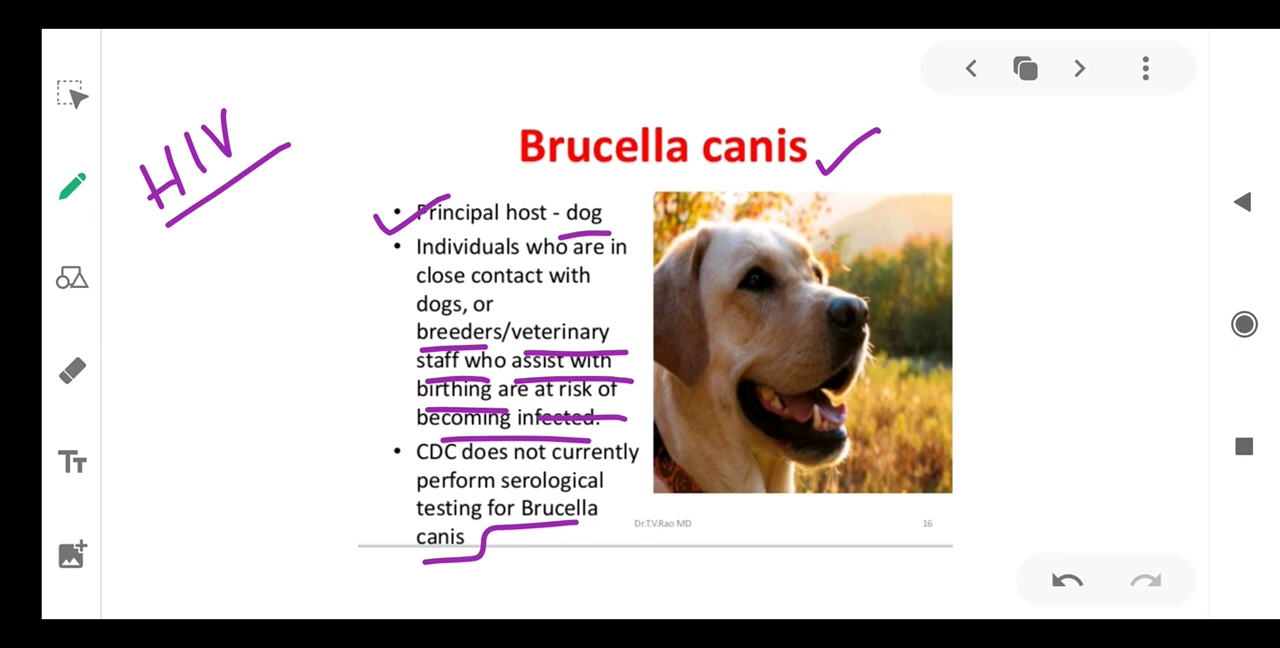 HIV
Brucella canis
• Principal host - dog
• Individuals who are in
close contact with
dogs, or
breeders/veterinary
staff who assist with
birthing are at risk of
becoming infected.
• CDC does not currently
perform serological
testing for Brucella
canis
Dr.T.V.Rao MD
16
TT